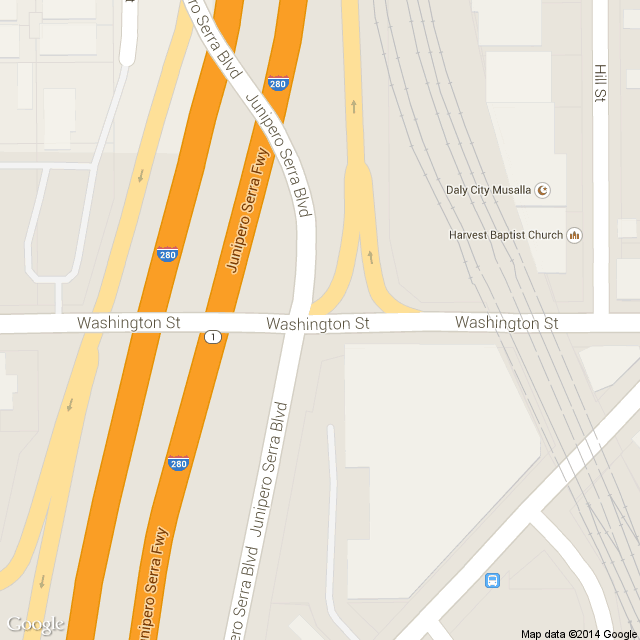 t
ro Serra Blvd
Junipero Serra Blvd
280
Hill St
Junipero Serra Fwy
Daly City Musalla
Harvest Baptist Church
280
Washington St
Washington St
Washington St
1
Junipero Serra Blvd
280
Junipero Serra Fwy
Junipero Serra Blvd
Google
Map data ©2014 Google